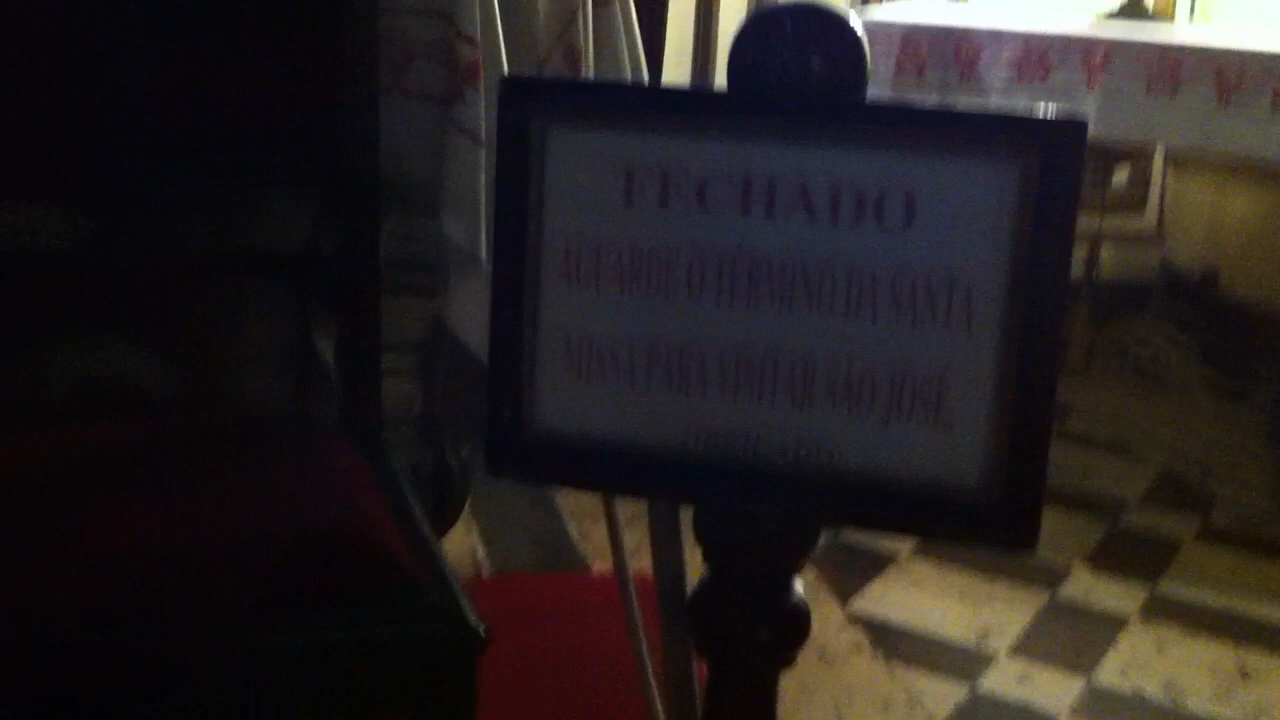 FECHADO
AGUARDE O TÉRMINO DA SANTA
MISSA PARA VISITAR SÃO JOSÉ.